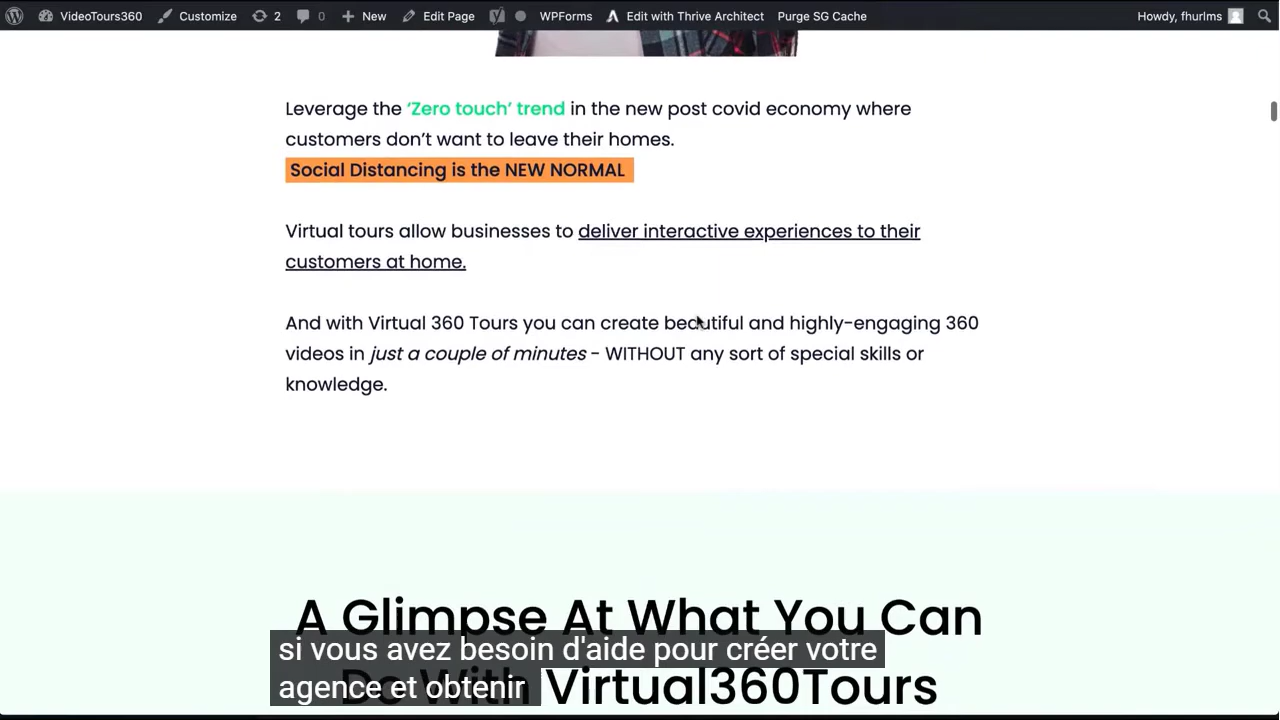 VideoTours360 Customize 2 0 New Edit Page WPForms Edit with Thrive Architect Purge SG Cache Howdy, fhurlms
Leverage the ‘Zero touch’ trend in the new post covid economy where
customers don’t want to leave their homes.
Social Distancing is the NEW NORMAL
Virtual tours allow businesses to deliver interactive experiences to their
customers at home.
And with Virtual 360 Tours you can create beautiful and highly-engaging 360
videos in just a couple of minutes - WITHOUT any sort of special skills or
knowledge.
A Glimpse At What You Can
Do With Virtual360Tours
si vous avez besoin d'aide pour créer votre
agence et obtenir